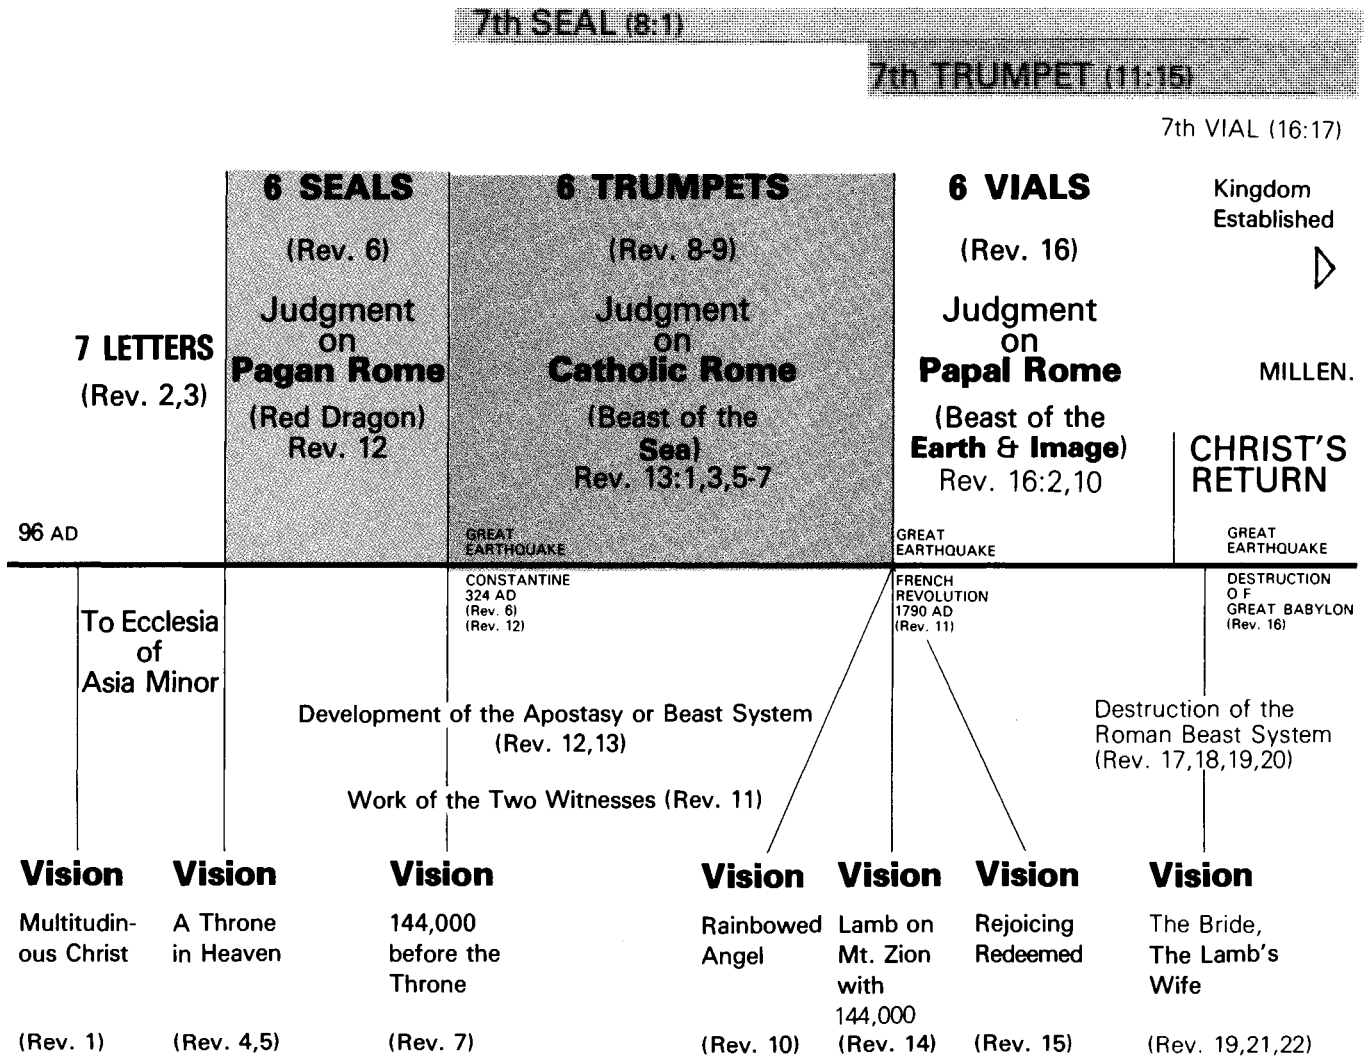 7th SEAL (8:1)
7th TRUMPET (11:15)
7th VIAL (16:17)
7 LETTERS
(Rev. 2,3)
6 SEALS
(Rev. 6)
Judgment
on
Pagan Rome
(Red Dragon)
Rev. 12
6 TRUMPETS
(Rev. 8-9)
Judgment
on
Catholic Rome
(Beast of the
Sea)
Rev. 13:1,3,5-7
6 VIALS
(Rev. 16)
Judgment
on
Papal Rome
(Beast of the
Earth & Image)
Rev. 16:2,10
Kingdom
Established
MILLEN.
CHRIST'S
RETURN
96 AD
GREAT
EARTHQUAKE
GREAT
EARTHQUAKE
GREAT
EARTHQUAKE
CONSTANTINE
324 AD
(Rev. 6)
(Rev. 12)
FRENCH
REVOLUTION
1790 AD
(Rev. 11)
DESTRUCTION
OF
GREAT BABYLON
(Rev. 16)
To Ecclesia
of
Asia Minor
Development of the Apostasy or Beast System
(Rev. 12,13)
Work of the Two Witnesses (Rev. 11)
Destruction of the
Roman Beast System
(Rev. 17,18,19,20)
Vision
Multitudin-
ous Christ
(Rev. 1)
Vision
A Throne
in Heaven
(Rev. 4,5)
Vision
144,000
before the
Throne
(Rev. 7)
Vision
Rainbowed
Angel
(Rev. 10)
Vision
Lamb on
Mt. Zion
with
144,000
(Rev. 14)
Vision
Rejoicing
Redeemed
(Rev. 15)
Vision
The Bride,
The Lamb's
Wife
(Rev. 19,21,22)